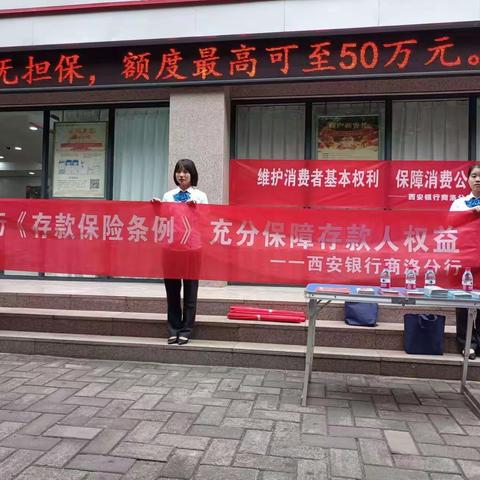 无担保，额度最高可至50万元。
维护消费者基本权利 保障消费公
——西安银行商洛分
《存款保险条例》 充分保障存款人权益
——西安银行商洛分行